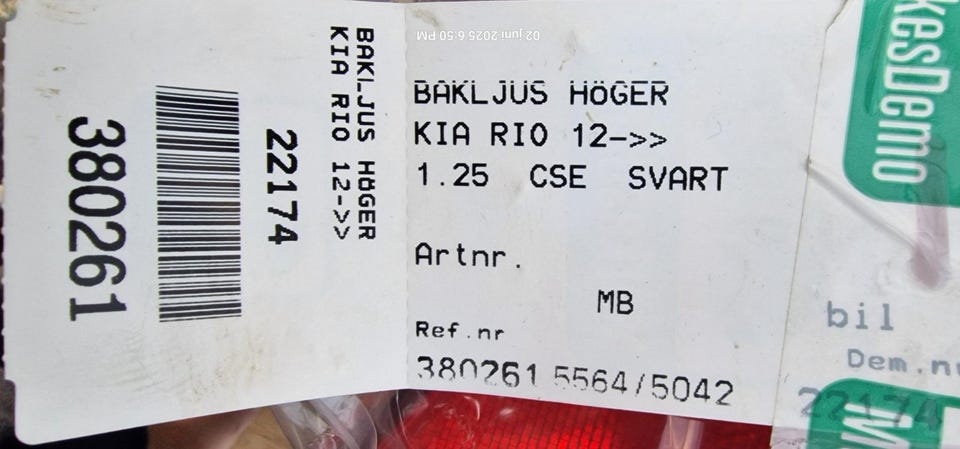 BAKLJUS HÖGER
KIA RIO 12->>
22174
380261
02 juni 2025 6:50 PM
BAKLJUS HÖGER
KIA RIO 12->>
1.25 CSE SVART
Artnr.
MB
Ref.nr
380261 5564/5042
kesDemo
bil
Dem.n
22174